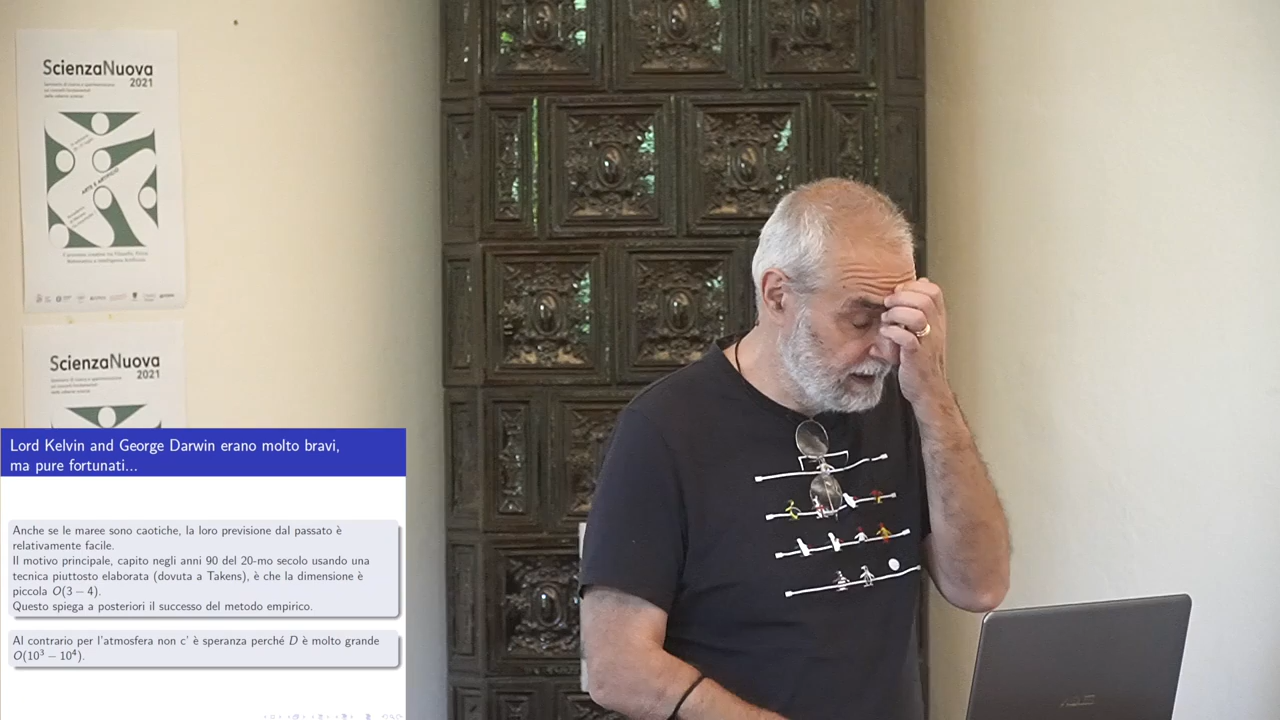 ScienzaNuova
2021
ARTE E ARTIFICIO
ScienzaNuova
2021
Lord Kelvin and George Darwin erano molto bravi,
ma pure fortunati...
Anche se le maree sono caotiche, la loro previsione dal passato è
relativamente facile.
Il motivo principale, capito negli anni 90 del 20-mo secolo usando una
tecnica piuttosto elaborata (dovuta a Takens), è che la dimensione è
piccola O(3 − 4).
Questo spiega a posteriori il successo del metodo empirico.
Al contrario per l'atmosfera non c' è speranza perché D è molto grande
O(10³ − 10⁴).
ASUS